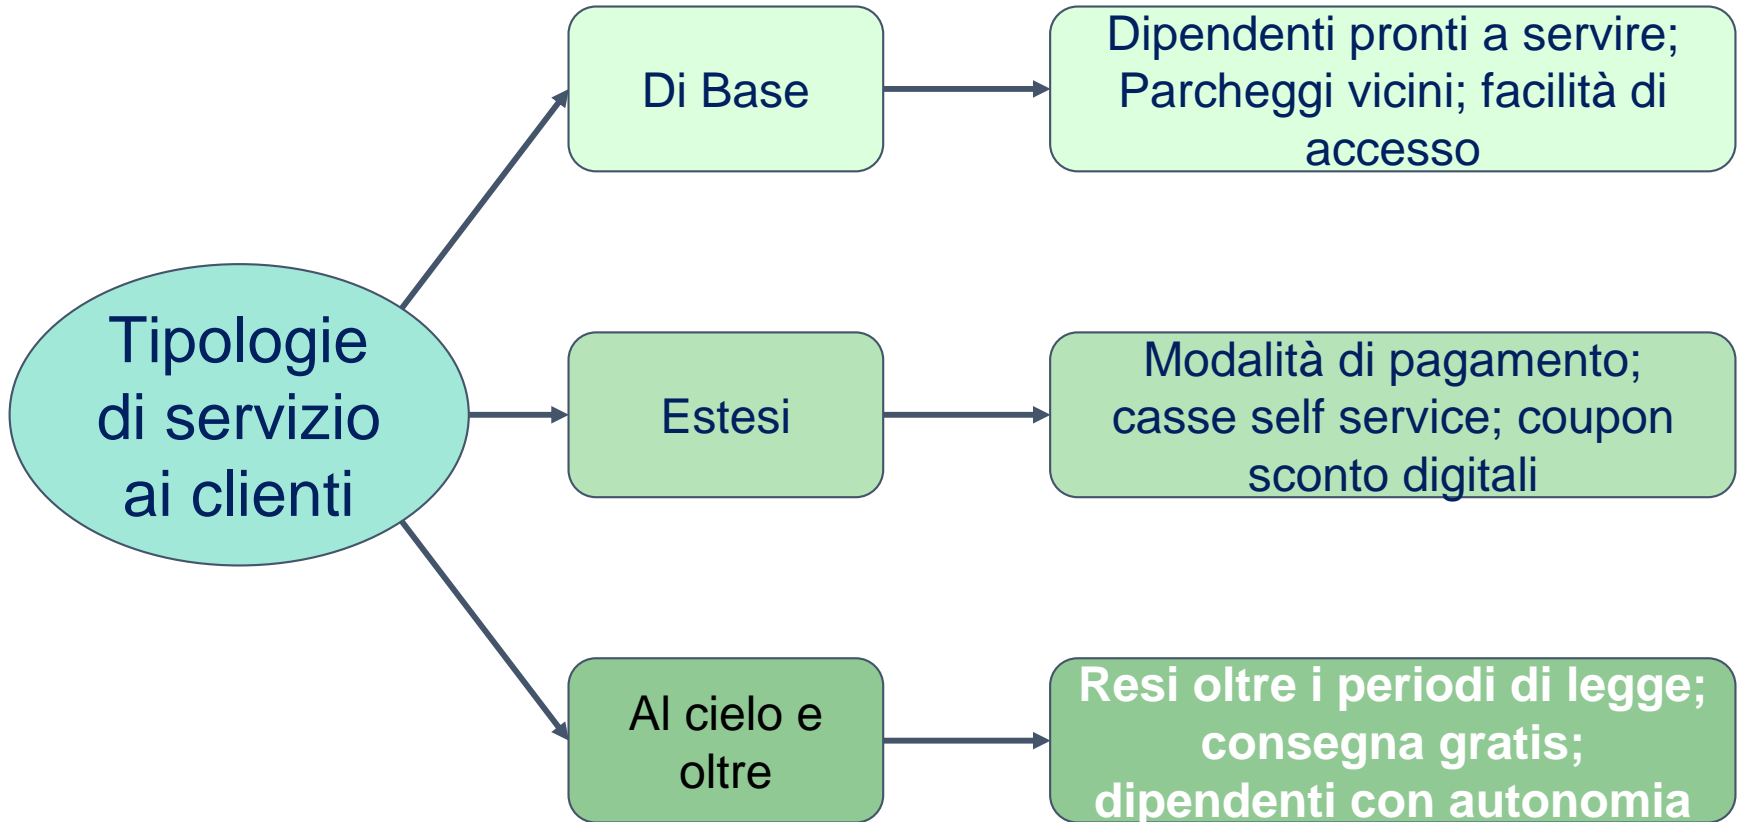 Tipologie
di servizio
ai clienti
Di Base
Dipendenti pronti a servire;
Parcheggi vicini; facilità di
accesso
Estesi
Modalità di pagamento;
casse self service; coupon
sconto digitali
Al cielo e
oltre
Resi oltre i periodi di legge;
consegna gratis;
dipendenti con autonomia